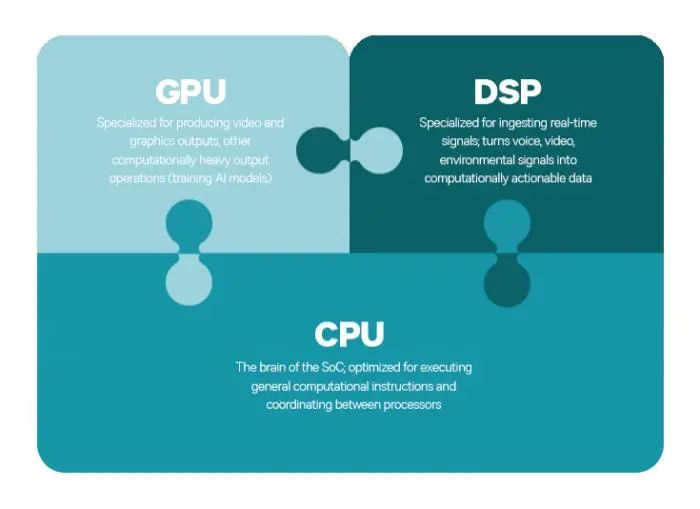 GPU
Specialized for producing video and
graphics outputs, other
computationally heavy output
operations (training AI models)
DSP
Specialized for ingesting real-time
signals; turns voice, video,
environmental signals into
computationally actionable data
CPU
The brain of the SoC; optimized for executing
general computational instructions and
coordinating between processors